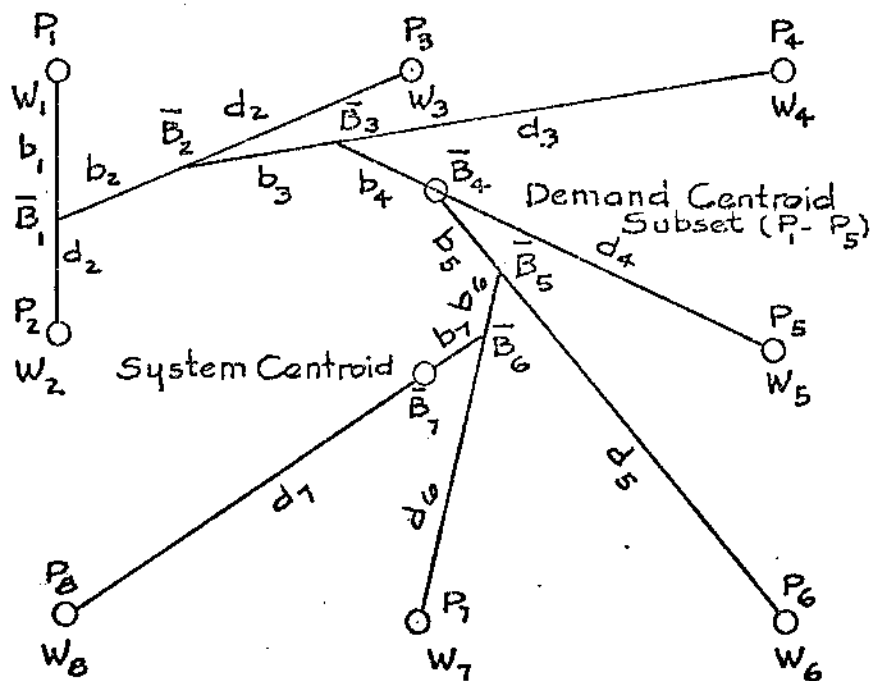 P1
P3
P4
W1
W3
W4
b1
d2
B̄2
B̄3
d3
b2
b3
b4
B̄4
B̄1
d2
Demand Centroid
Subset (P1- P5)
b5
d4
B̄5
P2
b6
b7
B̄6
P5
W2
System Centroid
W5
B̄7
d7
d6
d5
P8
P7
P6
W8
W7
W6